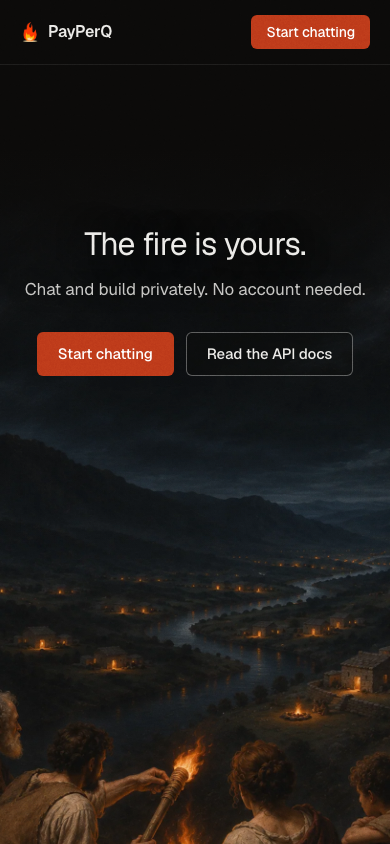 PayPerQ
Start chatting
The fire is yours.
Chat and build privately. No account needed.
Start chatting
Read the API docs